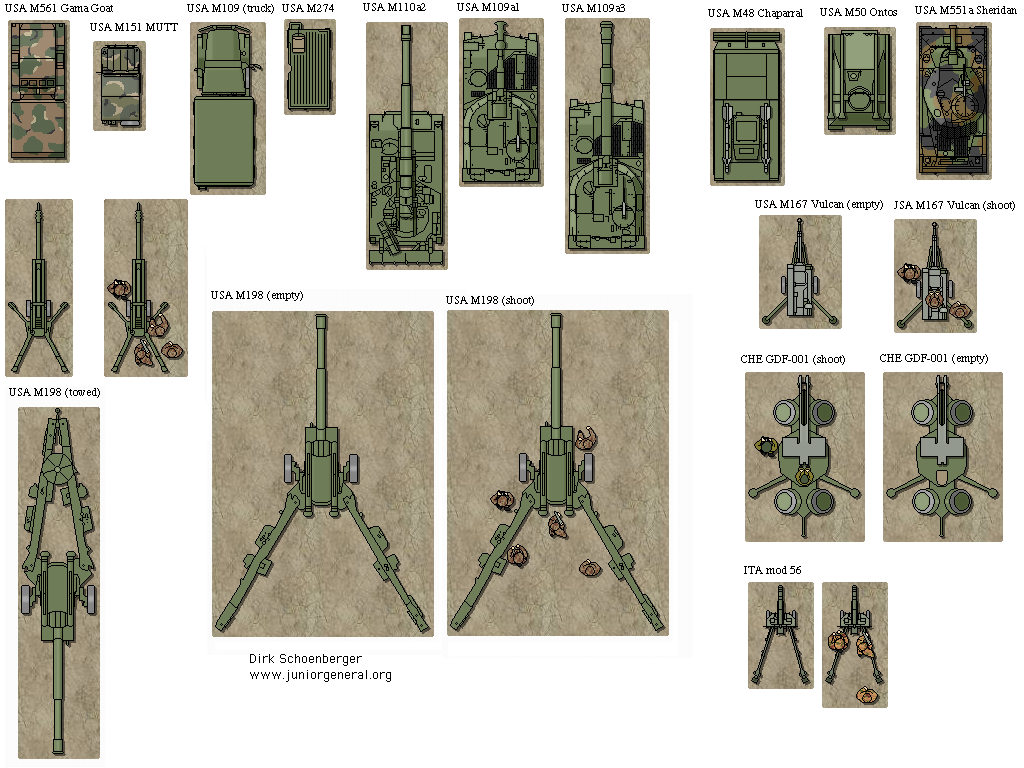 USA M561 Gama Goat
USA M151 MUTT
USA M109 (truck)
USA M274
USA M110a2
USA M109a1
USA M109a3
USA M48 Chaparral
USA M50 Ontos
USA M551a Sheridan
USA M167 Vulcan (empty)
JSA M167 Vulcan (shoot)
USA M198 (empty)
USA M198 (shoot)
CHE GDF-001 (shoot)
CHE GDF-001 (empty)
USA M198 (towed)
ITA mod 56
Dirk Schoenberger
www.juniorgeneral.org